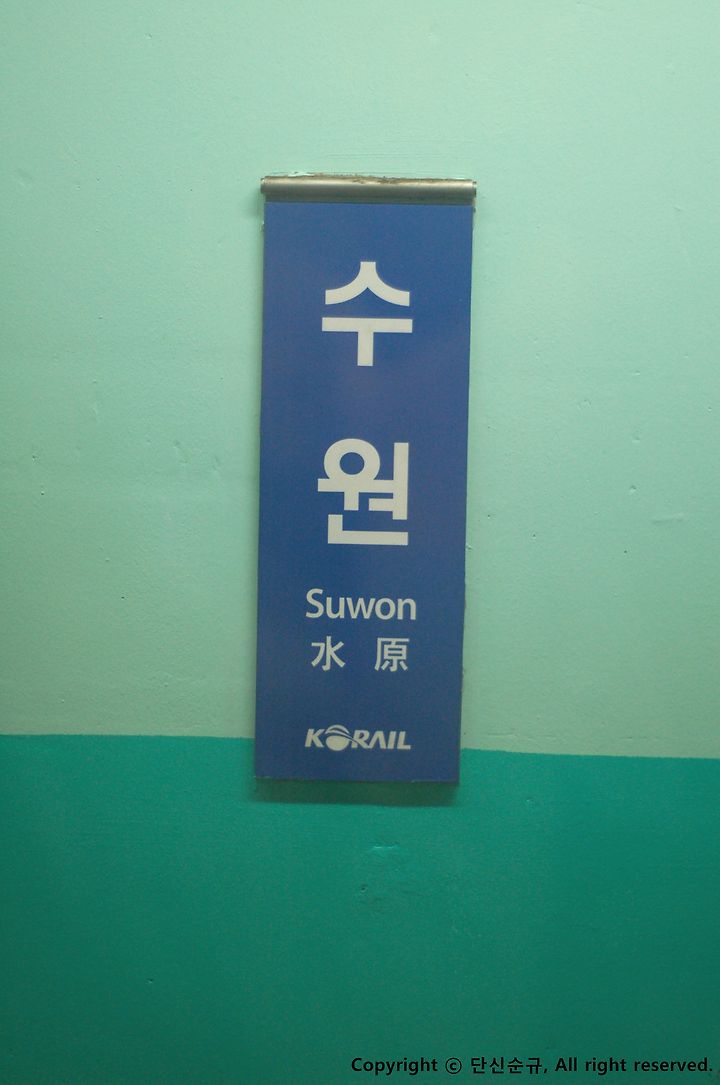 수원
Suwon
水原
KORAIL
Copyright ⓒ 단신순규, All right reserved.